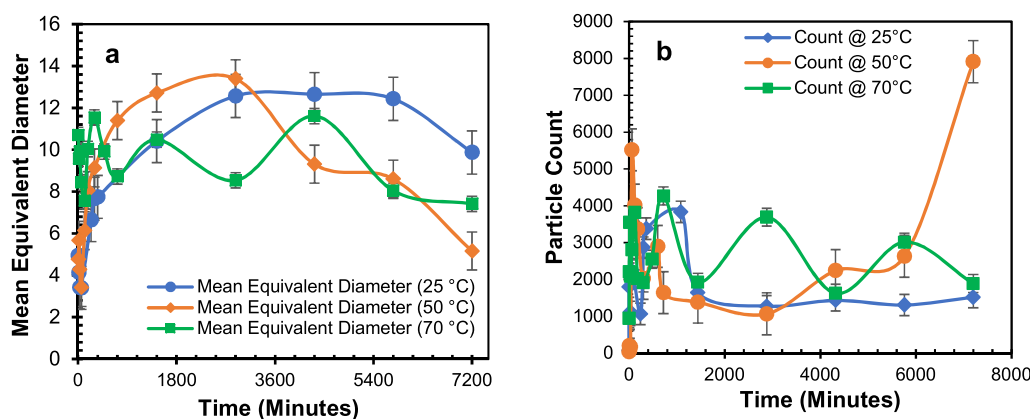 16
14
12
10
8
6
4
2
0
Mean Equivalent Diameter
a
Mean Equivalent Diameter (25 °C)
Mean Equivalent Diameter (50 °C)
Mean Equivalent Diameter (70 °C)
0 1800 3600 5400 7200
Time (Minutes)
9000
8000
7000
6000
5000
4000
3000
2000
1000
0
Particle Count
b
Count @ 25°C
Count @ 50°C
Count @ 70°C
0 2000 4000 6000 8000
Time (Minutes)